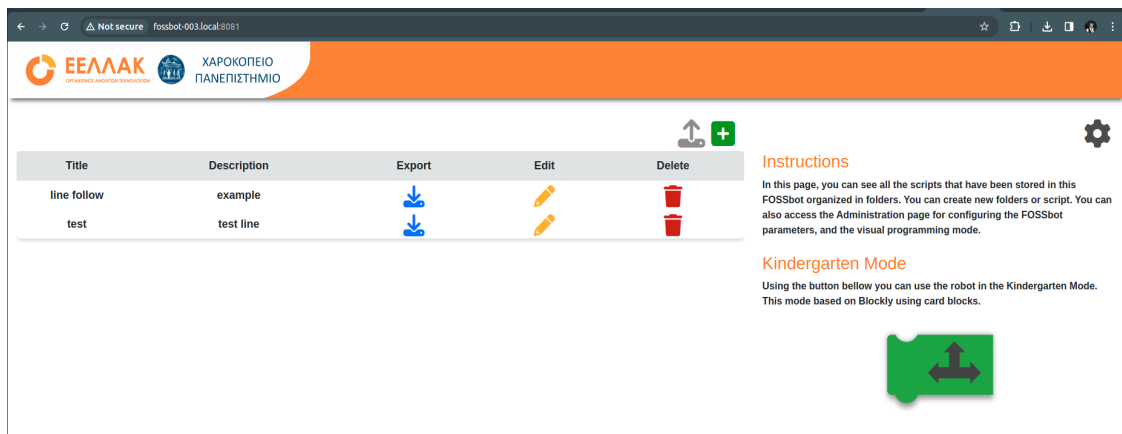 Not secure fossbot-003.local:8081
ΕΕΛΛΑΚ
ΟΡΓΑΝΙΣΜΟΣ ΑΝΟΙΧΤΩΝ ΤΕΧΝΟΛΟΓΙΩΝ
ΧΑΡΟΚΟΠΕΙΟ
ΠΑΝΕΠΙΣΤΗΜΙΟ
Title Description Export Edit Delete
line follow example
test test line
Instructions
In this page, you can see all the scripts that have been stored in this
FOSSbot organized in folders. You can create new folders or script. You can
also access the Administration page for configuring the FOSSbot
parameters, and the visual programming mode.
Kindergarten Mode
Using the button bellow you can use the robot in the Kindergarten Mode.
This mode based on Blockly using card blocks.